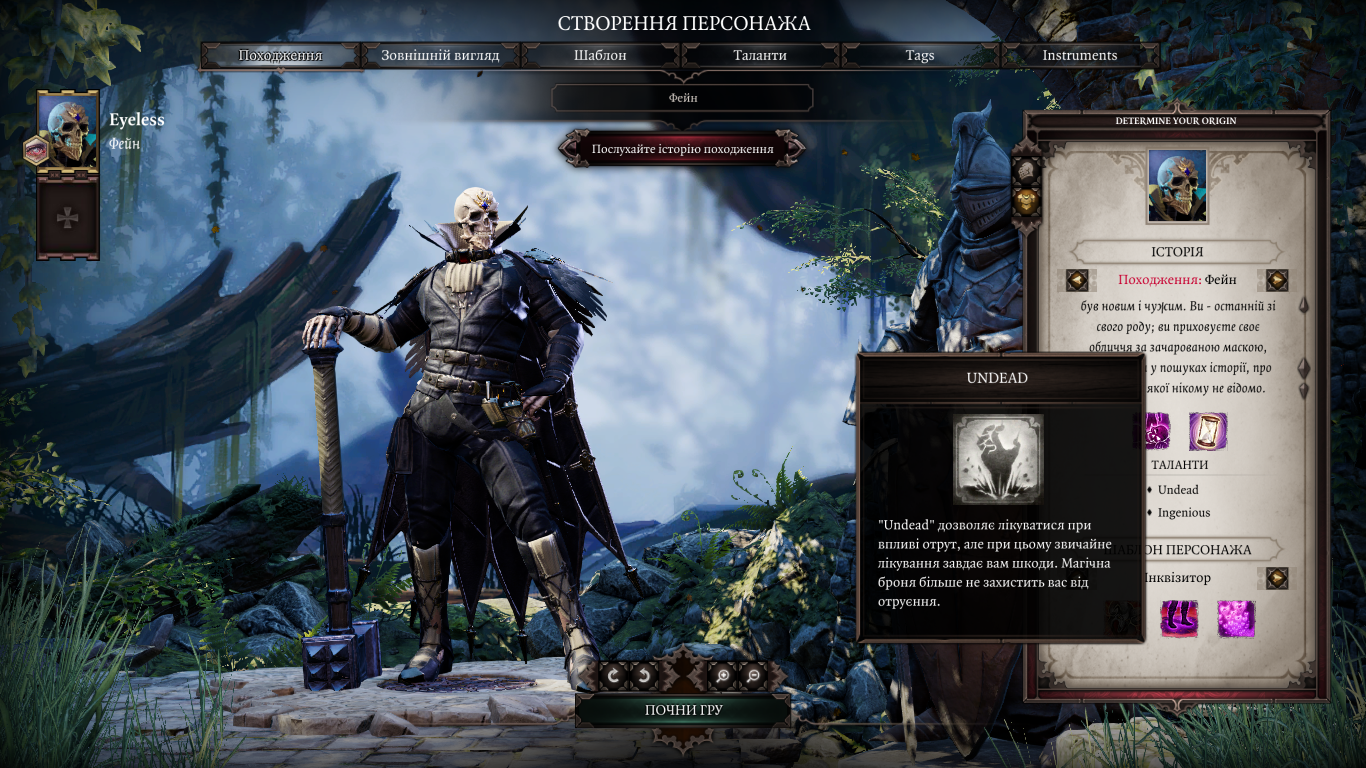 СТВОРЕННЯ ПЕРСОНАЖА
Походження
Зовнішній вигляд
Шаблон
Таланти
Tags
Instruments
Фейн
Послухайте історію походження
Eyeless
Фейн
DETERMINE YOUR ORIGIN
ІСТОРІЯ
Походження: Фейн
був новим і чужим. Ви - останній зі
свого роду; ви приховуєте своє
обличчя за зачарованою маскою,
у пошуках історії, про
якої нікому не відомо.
ТАЛАНТИ
Undead
Ingenious
ПЕРСОНАЖА
Інквізитор
UNDEAD
"Undead" дозволяє лікуватися при
впливі отрут, але при цьому звичайне
лікування завдає вам шкоди. Магічна
броня більше не захистить вас від
отруєння.
ПОЧНИ ГРУ